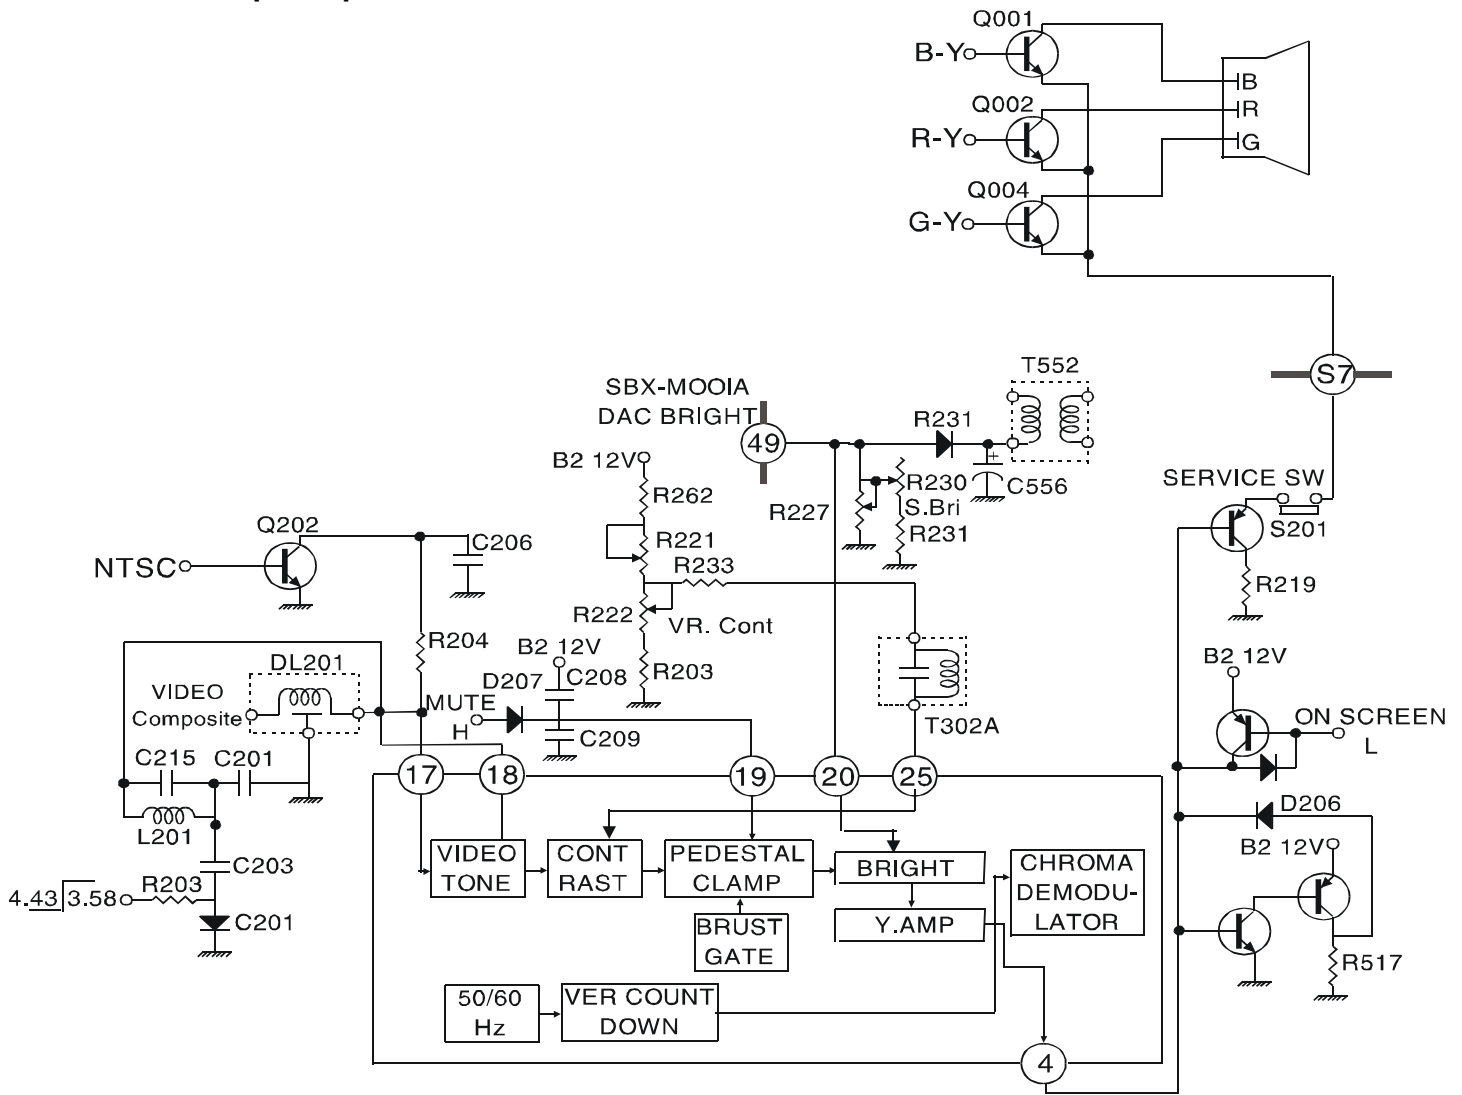 Q001
B-Y
B
Q002
R
R-Y
G
Q004
G-Y
S7
T552
SBX-MOOIA
DAC BRIGHT
R231
49
B2 12V
SERVICE SW
R262
R230
C556
S.Bri
R227
Q202
R231
S201
C206
R221
NTSC
R233
R219
R222
VR. Cont
R204
B2 12V
B2 12V
DL201
D207
C208
R203
VIDEO
MUTE
Composite
H
T302A
ON SCREEN
L
C209
C215
C201
17
18
19
20
25
D206
L201
VIDEO
TONE
CONT
RAST
PEDESTAL
CLAMP
BRIGHT
CHROMA
DEMODU-
LATOR
B2 12V
C203
R203
4.43
3.58
C201
BRUST
GATE
Y.AMP
R517
50/60
Hz
VER COUNT
DOWN
4